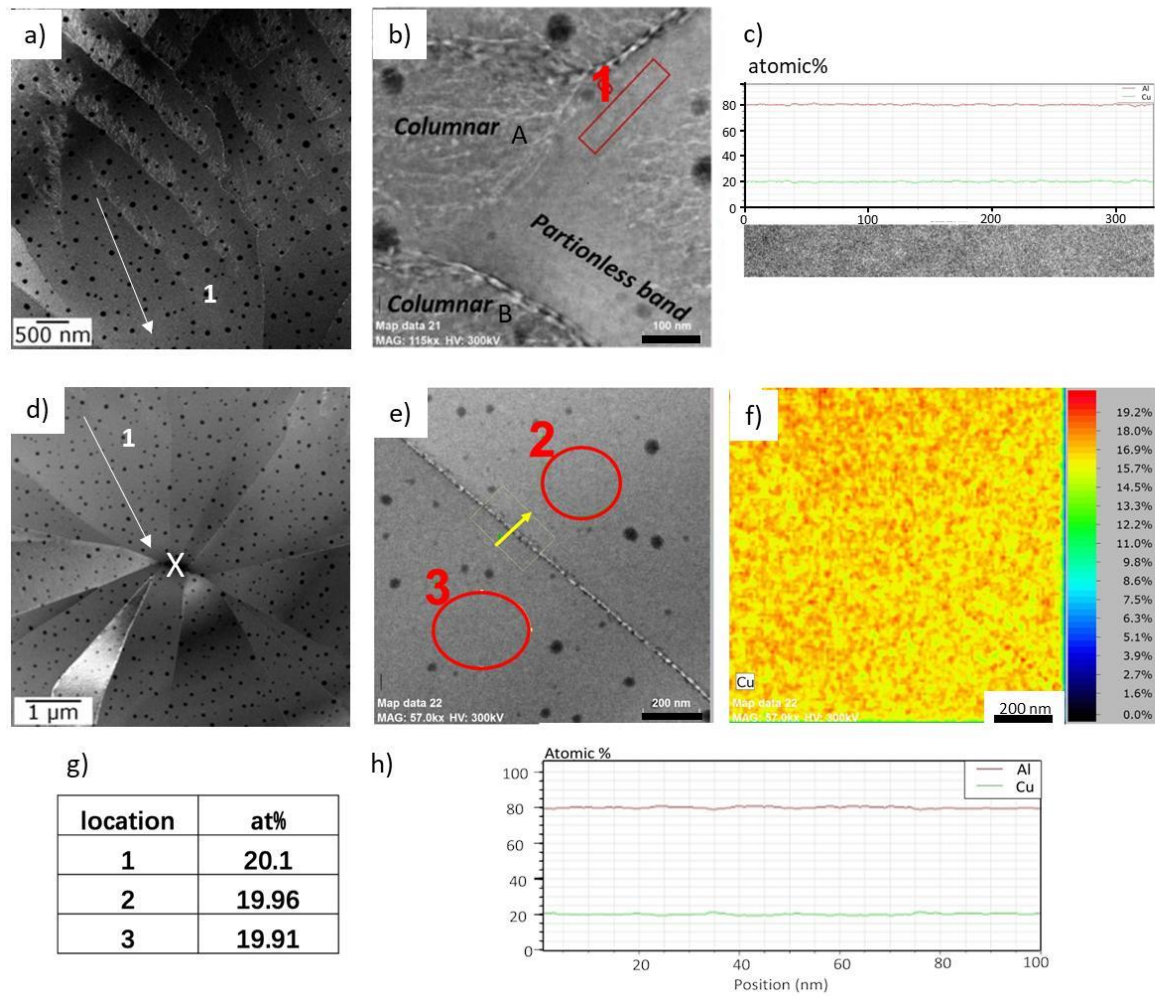 a)
1
500 nm
b)
1
Columnar A
Partionless band
Columnar B
Map data 21
MAG: 115kx HV: 300kV
100 nm
c)
atomic%
Al
Cu
80
60
40
20
0
0 100 200 300
d)
1
X
1 µm
e)
2
3
Map data 22
MAG: 57.0kx HV: 300kV
200 nm
f)
Cu
Map data 22
MAG: 57.0kx HV: 300kV
200 nm
19.2%
18.0%
16.9%
15.7%
14.5%
13.3%
12.2%
11.0%
9.8%
8.6%
7.5%
6.3%
5.1%
3.9%
2.7%
1.6%
0.0%
g)
location at%
1 20.1
2 19.96
3 19.91
h)
Atomic %
Al
Cu
100
80
60
40
20
0
20 40 60 80 100
Position (nm)